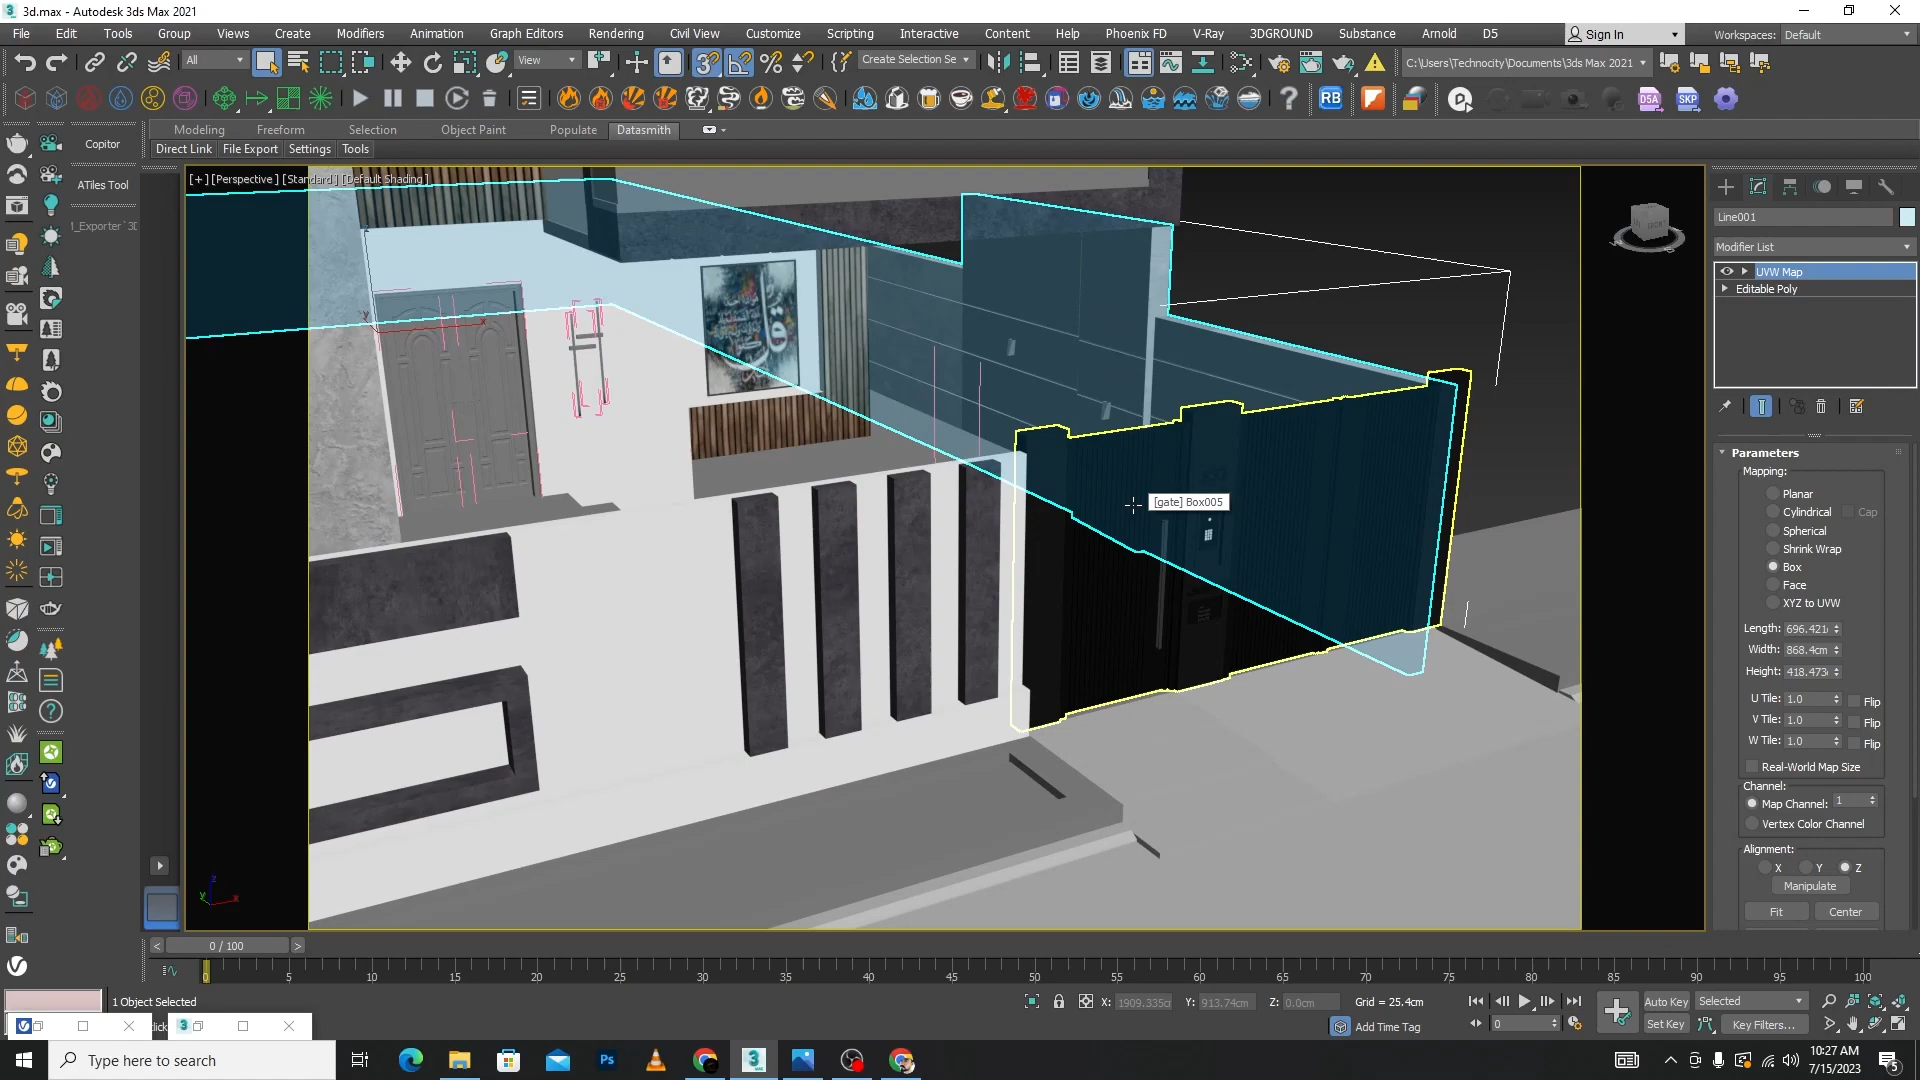 3d.max - Autodesk 3ds Max 2021
File Edit Tools Group Views Create Modifiers Animation Graph Editors Rendering Civil View Customize Scripting Interactive Content Help Phoenix FD V-Ray 3DGROUND Substance Arnold D5 Sign In Workspaces: Default
All View Create Selection Se C:\Users\Technocity\Documents\3ds Max 2021
RB D5A SKP
Modeling Freeform Selection Object Paint Populate Datasmith
Direct Link File Export Settings Tools
Copitor
ATiles Tool
[+] [Perspective ] [Standard ] [Default Shading ]
FRONT
Line001
Modifier List
UVW Map
Editable Poly
[gate] Box005
Parameters
Mapping:
Planar
Cylindrical Cap
Spherical
Shrink Wrap
Box
Face
XYZ to UVW
Length: 696.421
Width: 868.4cm
Height: 418.473
U Tile: 1.0 Flip
V Tile: 1.0 Flip
W Tile: 1.0 Flip
Real-World Map Size
Channel:
Map Channel: 1
Vertex Color Channel
Alignment:
X Y Z
Manipulate
Fit Center
< 0 / 100 >
0 5 10 15 20 25 30 35 40 45 50 55 60 65 70 75 80 85 90 95 100
1 Object Selected X: 1909.335c Y: 913.74cm Z: 0.0cm Grid = 25.4cm Auto Key Selected
Add Time Tag 0 Set Key Key Filters...
Type here to search
Ps
3
10:27 AM
7/15/2023
5